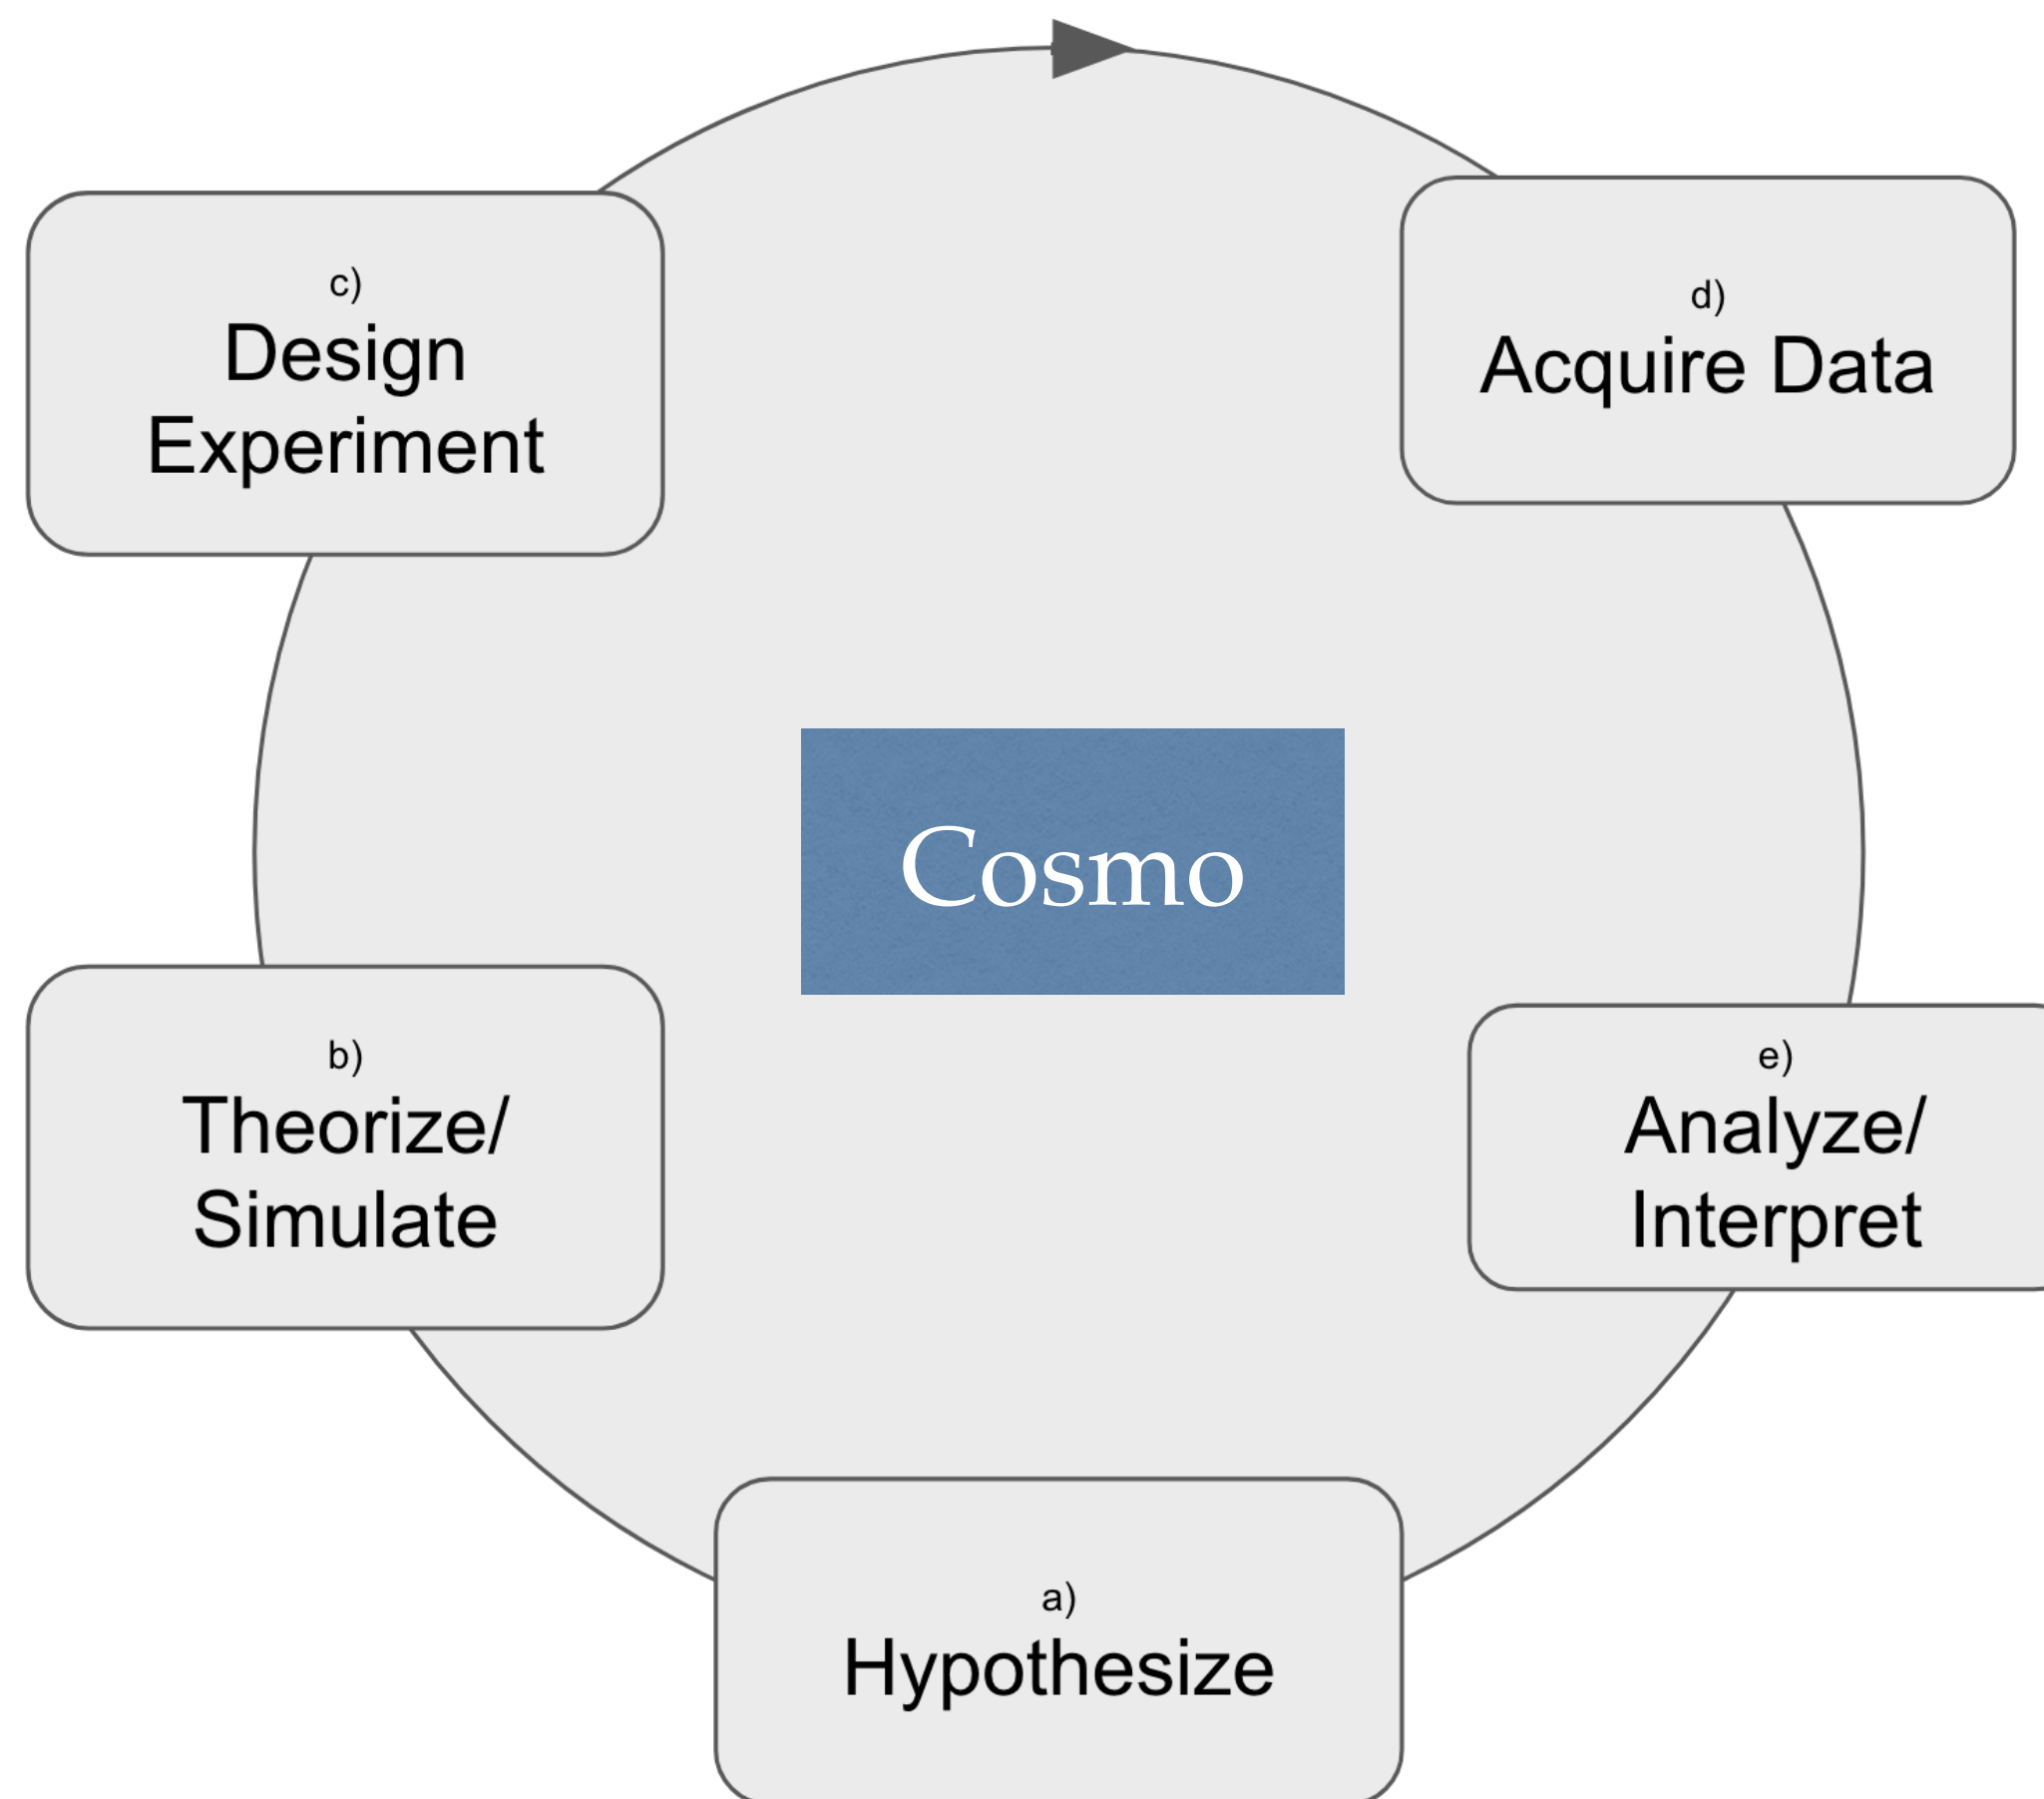 c)
Design
Experiment
d)
Acquire Data
Cosmo
b)
Theorize/
Simulate
e)
Analyze/
Interpret
a)
Hypothesize